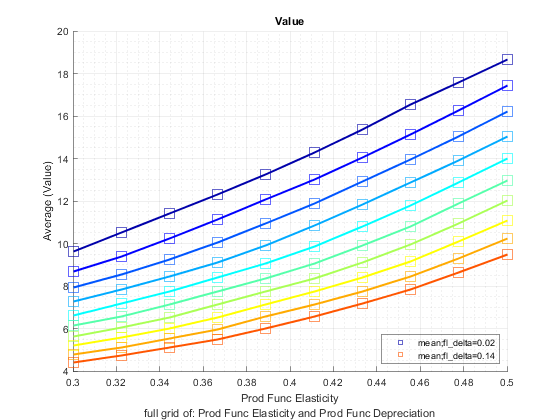 Value
20
18
16
14
12
10
8
6
4
Average (Value)
0.3 0.32 0.34 0.36 0.38 0.4 0.42 0.44 0.46 0.48 0.5
mean;fl_delta=0.02
mean;fl_delta=0.14
Prod Func Elasticity
full grid of: Prod Func Elasticity and Prod Func Depreciation